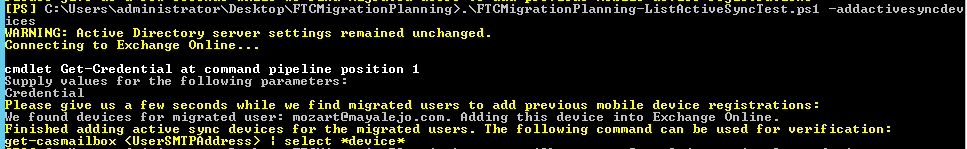 [PS] C:\Users\administrator\Desktop\FTCMigrationPlanning>.\FTCMigrationPlanning-ListActiveSyncTest.ps1 -addactivesyncdev
ices
WARNING: Active Directory server settings remained unchanged.
Connecting to Exchange Online...
cmdlet Get-Credential at command pipeline position 1
Supply values for the following parameters:
Credential
Please give us a few seconds while we find migrated users to add previous mobile device registrations:
We found devices for migrated user: mozart@mayalejo.com. Adding this device into Exchange Online.
Finished adding active sync devices for the migrated users. The following command can be used for verification:
get-casmailbox <UserSMTPAddress> | select *device*